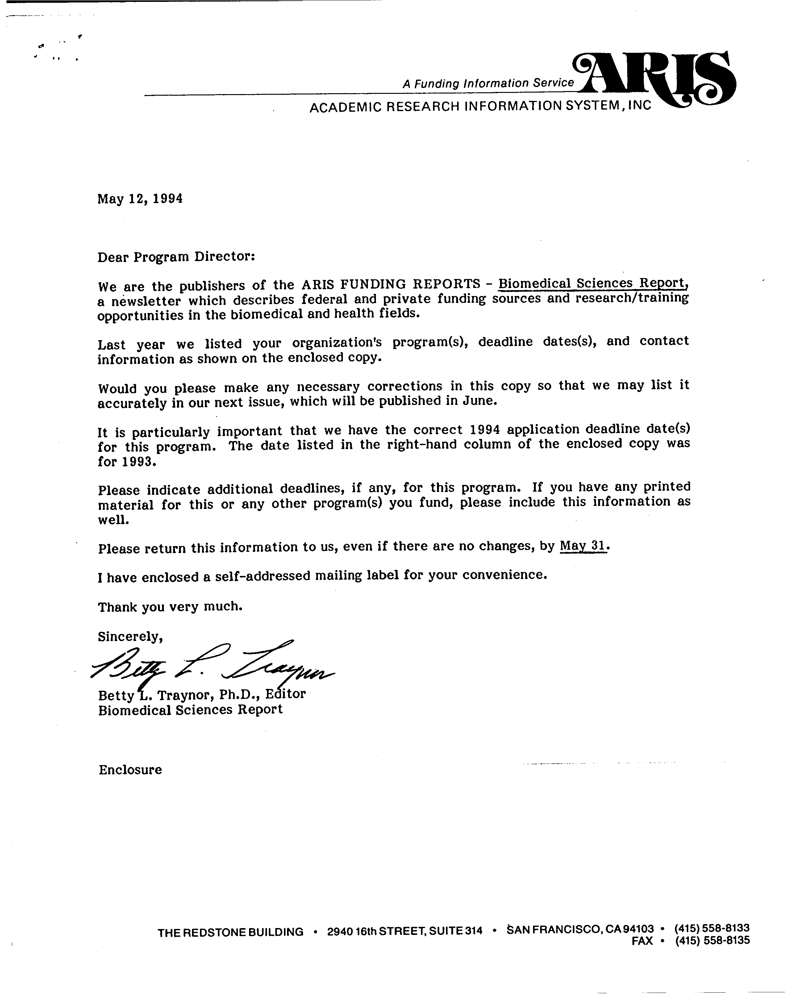 A Funding Information Service ARIS
ACADEMIC RESEARCH INFORMATION SYSTEM, INC
May 12, 1994
Dear Program Director:
We are the publishers of the ARIS FUNDING REPORTS - Biomedical Sciences Report,
a newsletter which describes federal and private funding sources and research/training
opportunities in the biomedical and health fields.
Last year we listed your organization's program(s), deadline dates(s), and contact
information as shown on the enclosed copy.
Would you please make any necessary corrections in this copy so that we may list it
accurately in our next issue, which will be published in June.
It is particularly important that we have the correct 1994 application deadline date(s)
for this program. The date listed in the right-hand column of the enclosed copy was
for 1993.
Please indicate additional deadlines, if any, for this program. If you have any printed
material for this or any other program(s) you fund, please include this information as
well.
Please return this information to us, even if there are no changes, by May 31.
I have enclosed a self-addressed mailing label for your convenience.
Thank you very much.
Sincerely,
Betty L. Traynor
Betty L. Traynor, Ph.D., Editor
Biomedical Sciences Report
Enclosure
THE REDSTONE BUILDING • 2940 16th STREET, SUITE 314 • SAN FRANCISCO, CA 94103 • (415) 558-8133
FAX • (415) 558-8135